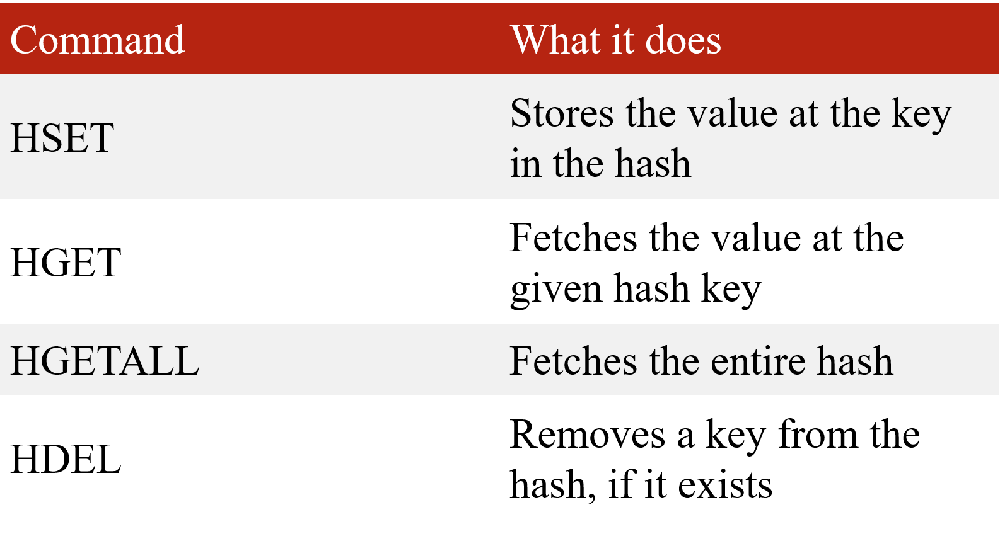 Command What it does
HSET Stores the value at the key
in the hash
HGET Fetches the value at the
given hash key
HGETALL Fetches the entire hash
HDEL Removes a key from the
hash, if it exists